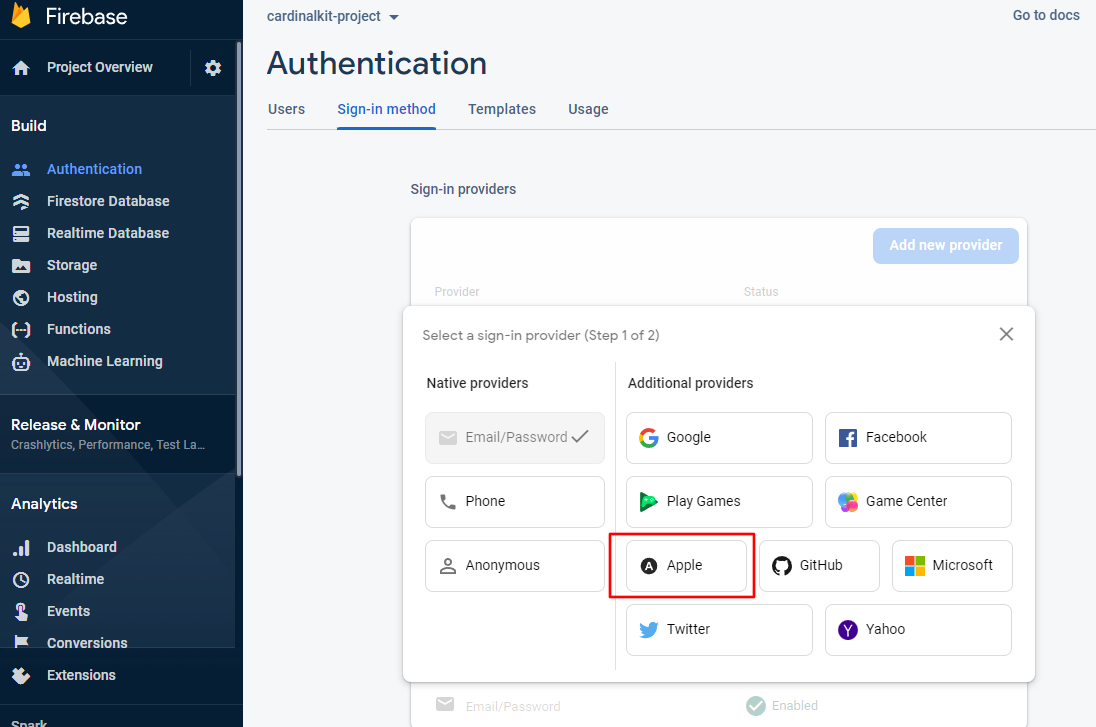 Firebase
Project Overview
Build
Authentication
Firestore Database
Realtime Database
Storage
Hosting
Functions
Machine Learning
Release & Monitor
Crashlytics, Performance, Test La...
Analytics
Dashboard
Realtime
Events
Conversions
Extensions
Spark
cardinalkit-project
Go to docs
Authentication
Users Sign-in method Templates Usage
Sign-in providers
Add new provider
Provider Status
Select a sign-in provider (Step 1 of 2)
Native providers
Email/Password
Phone
Anonymous
Additional providers
Google Facebook
Play Games Game Center
Apple GitHub Microsoft
Twitter Yahoo
Email/Password Enabled